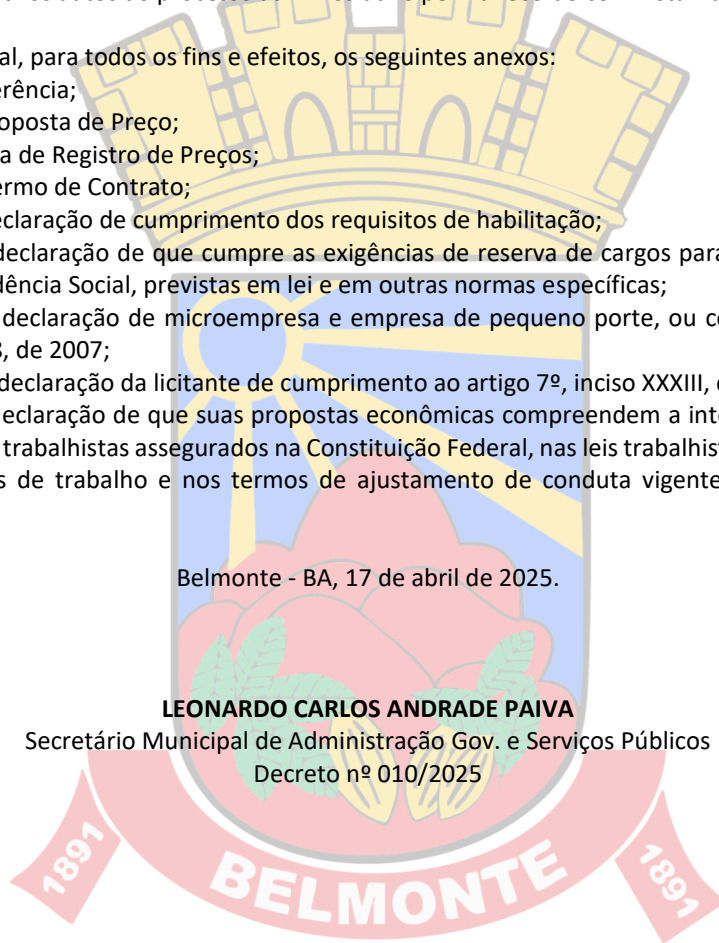 al, para todos os fins e efeitos, os seguintes anexos:
erência;
oposta de Preço;
a de Registro de Preços;
ermo de Contrato;
eclaração de cumprimento dos requisitos de habilitação;
declaração de que cumpre as exigências de reserva de cargos para
dência Social, previstas em lei e em outras normas específicas;
declaração de microempresa e empresa de pequeno porte, ou co
, de 2007;
declaração da licitante de cumprimento ao artigo 7º, inciso XXXIII,
eclaração de que suas propostas econômicas compreendem a inte
trabalhistas assegurados na Constituição Federal, nas leis trabalhist
s de trabalho e nos termos de ajustamento de conduta vigente
Belmonte - BA, 17 de abril de 2025.
LEONARDO CARLOS ANDRADE PAIVA
Secretário Municipal de Administração Gov. e Serviços Públicos
Decreto nº 010/2025
1891 BELMONTE 1891